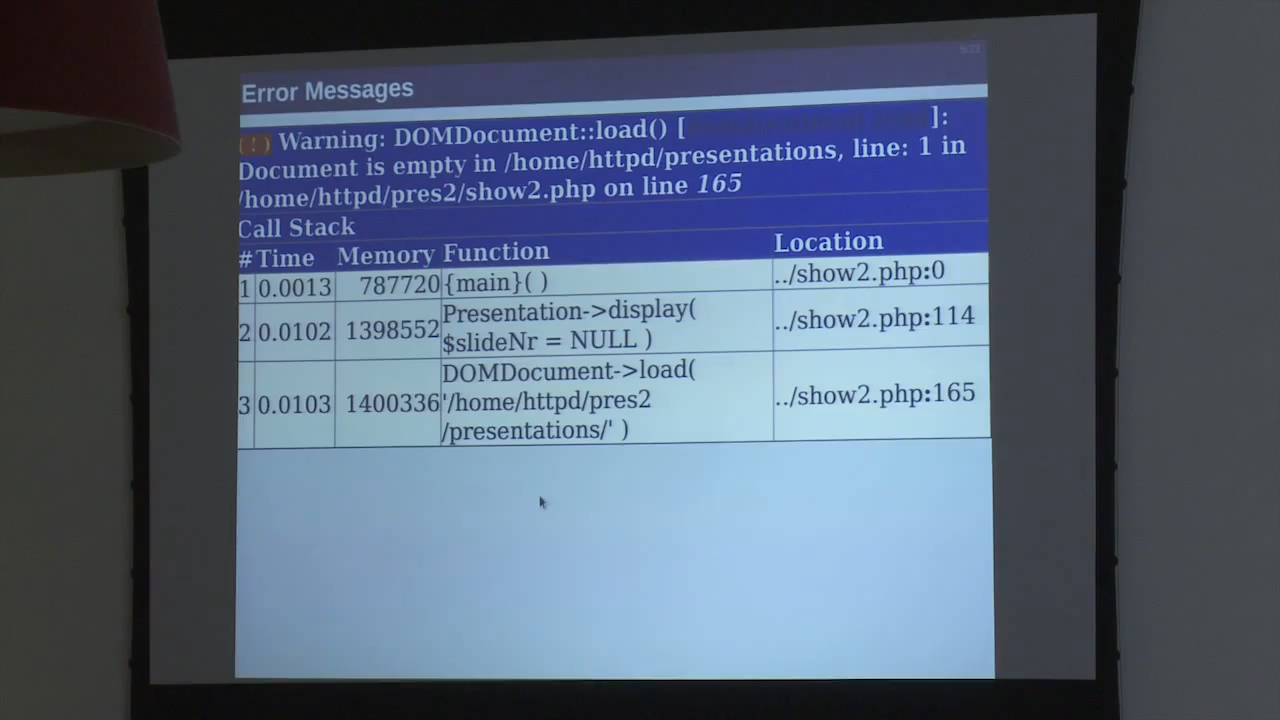 Error Messages
( ! ) Warning: DOMDocument::load() [ ]:
Document is empty in /home/httpd/presentations, line: 1 in
/home/httpd/pres2/show2.php on line 165
Call Stack
# Time Memory Function Location
1 0.0013 787720 {main}( ) ../show2.php:0
2 0.0102 1398552 Presentation->display( ../show2.php:114
$slideNr = NULL )
3 0.0103 1400336 DOMDocument->load( ../show2.php:165
'/home/httpd/pres2
/presentations/' )